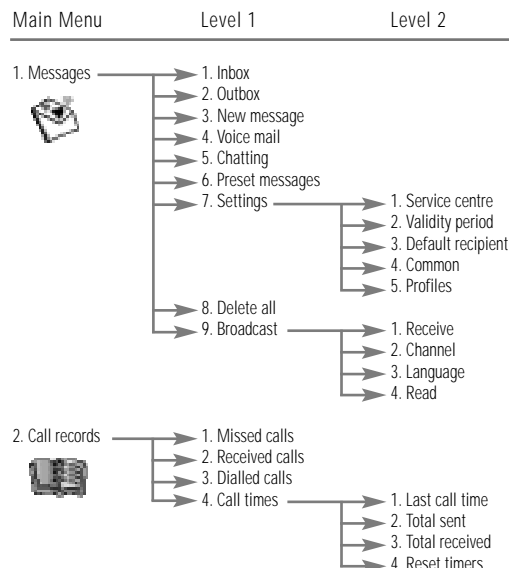 Main Menu Level 1 Level 2
1. Messages 1. Inbox
2. Outbox
3. New message
4. Voice mail
5. Chatting
6. Preset messages
7. Settings 1. Service centre
2. Validity period
3. Default recipient
4. Common
5. Profiles
8. Delete all
9. Broadcast 1. Receive
2. Channel
3. Language
4. Read
2. Call records 1. Missed calls
2. Received calls
3. Dialled calls
4. Call times 1. Last call time
2. Total sent
3. Total received
4. Reset timers